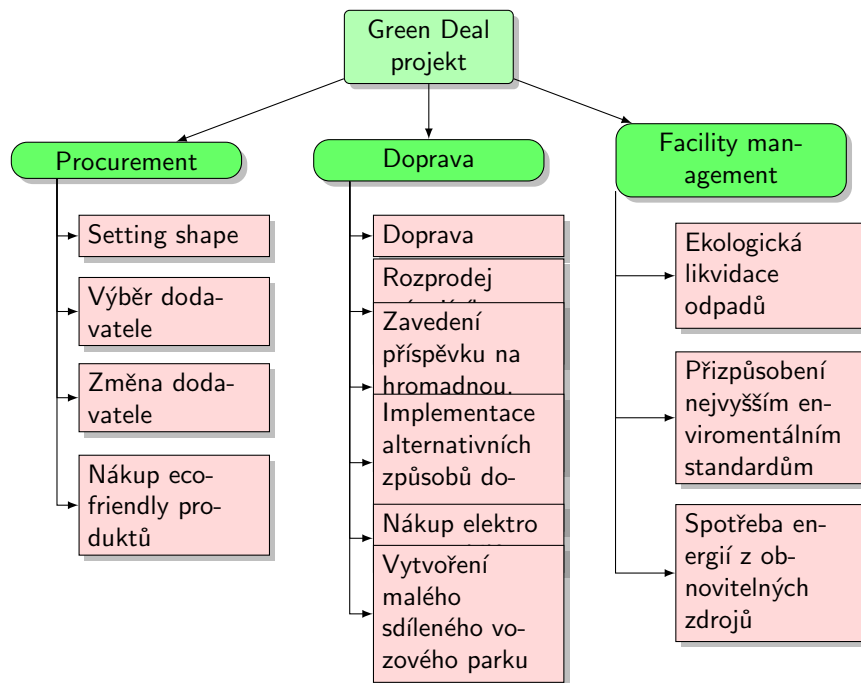 Green Deal
projekt
Procurement
Setting shape
Výběr doda-
vatele
Změna doda-
vatele
Nákup eco-
friendly pro-
duktů
Doprava
Doprava
Rozprodej
Zavedení
příspěvku na
hromadnou.
Implementace
alternativních
způsobů do-
Nákup elektro
Vytvoření
malého
sdíleného vo-
zového parku
Facility man-
agement
Ekologická
likvidace
odpadů
Přizpůsobení
nejvyšším en-
viromentálním
standardům
Spotřeba en-
ergií z ob-
novitelných
zdrojů